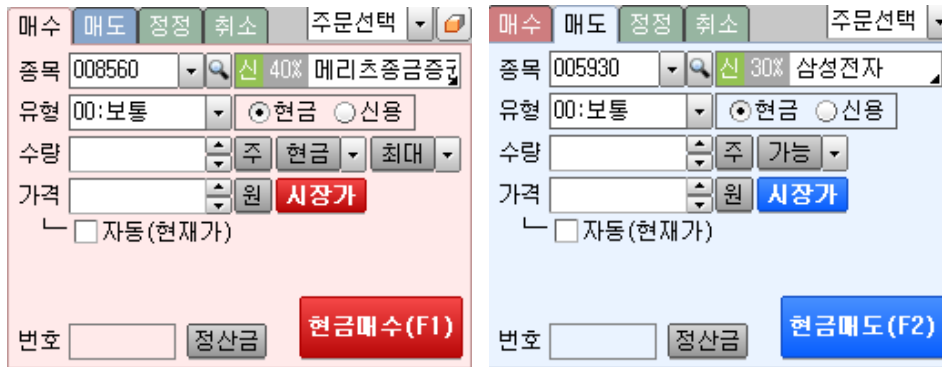 매수 매도 정정 취소 주문선택
종목 008560 신 40% 메리츠종금증
유형 00:보통 현금 신용
수량 주 현금 최대
가격 원 시장가
자동(현재가)
번호 정산금 현금매수(F1)
매수 매도 정정 취소 주문선택
종목 005930 신 30% 삼성전자
유형 00:보통 현금 신용
수량 주 가능
가격 원 시장가
자동(현재가)
번호 정산금 현금매도(F2)